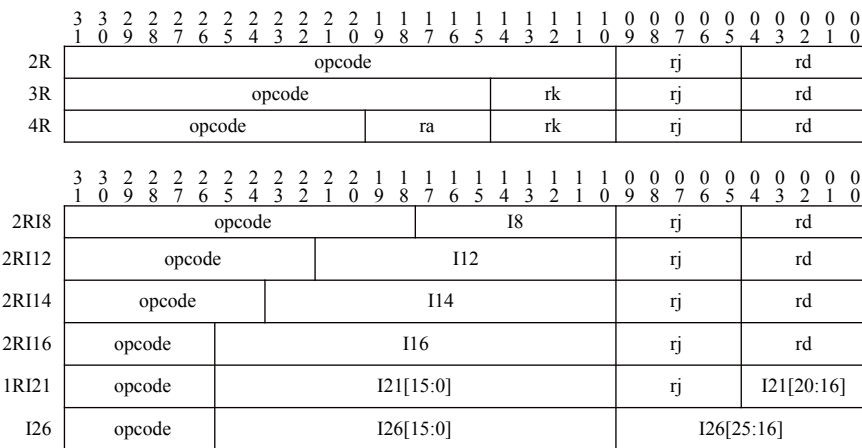 3 3 2 2 2 2 2 2 2 2 2 2 1 1 1 1 1 1 1 1 1 1 0 0 0 0 0 0 0 0 0 0
1 0 9 8 7 6 5 4 3 2 1 0 9 8 7 6 5 4 3 2 1 0 9 8 7 6 5 4 3 2 1 0
2R opcode rj rd
3R opcode rk rj rd
4R opcode ra rk rj rd
3 3 2 2 2 2 2 2 2 2 2 2 1 1 1 1 1 1 1 1 1 1 0 0 0 0 0 0 0 0 0 0
1 0 9 8 7 6 5 4 3 2 1 0 9 8 7 6 5 4 3 2 1 0 9 8 7 6 5 4 3 2 1 0
2RI8 opcode I8 rj rd
2RI12 opcode I12 rj rd
2RI14 opcode I14 rj rd
2RI16 opcode I16 rj rd
1RI21 opcode I21[15:0] rj I21[20:16]
I26 opcode I26[15:0] I26[25:16]